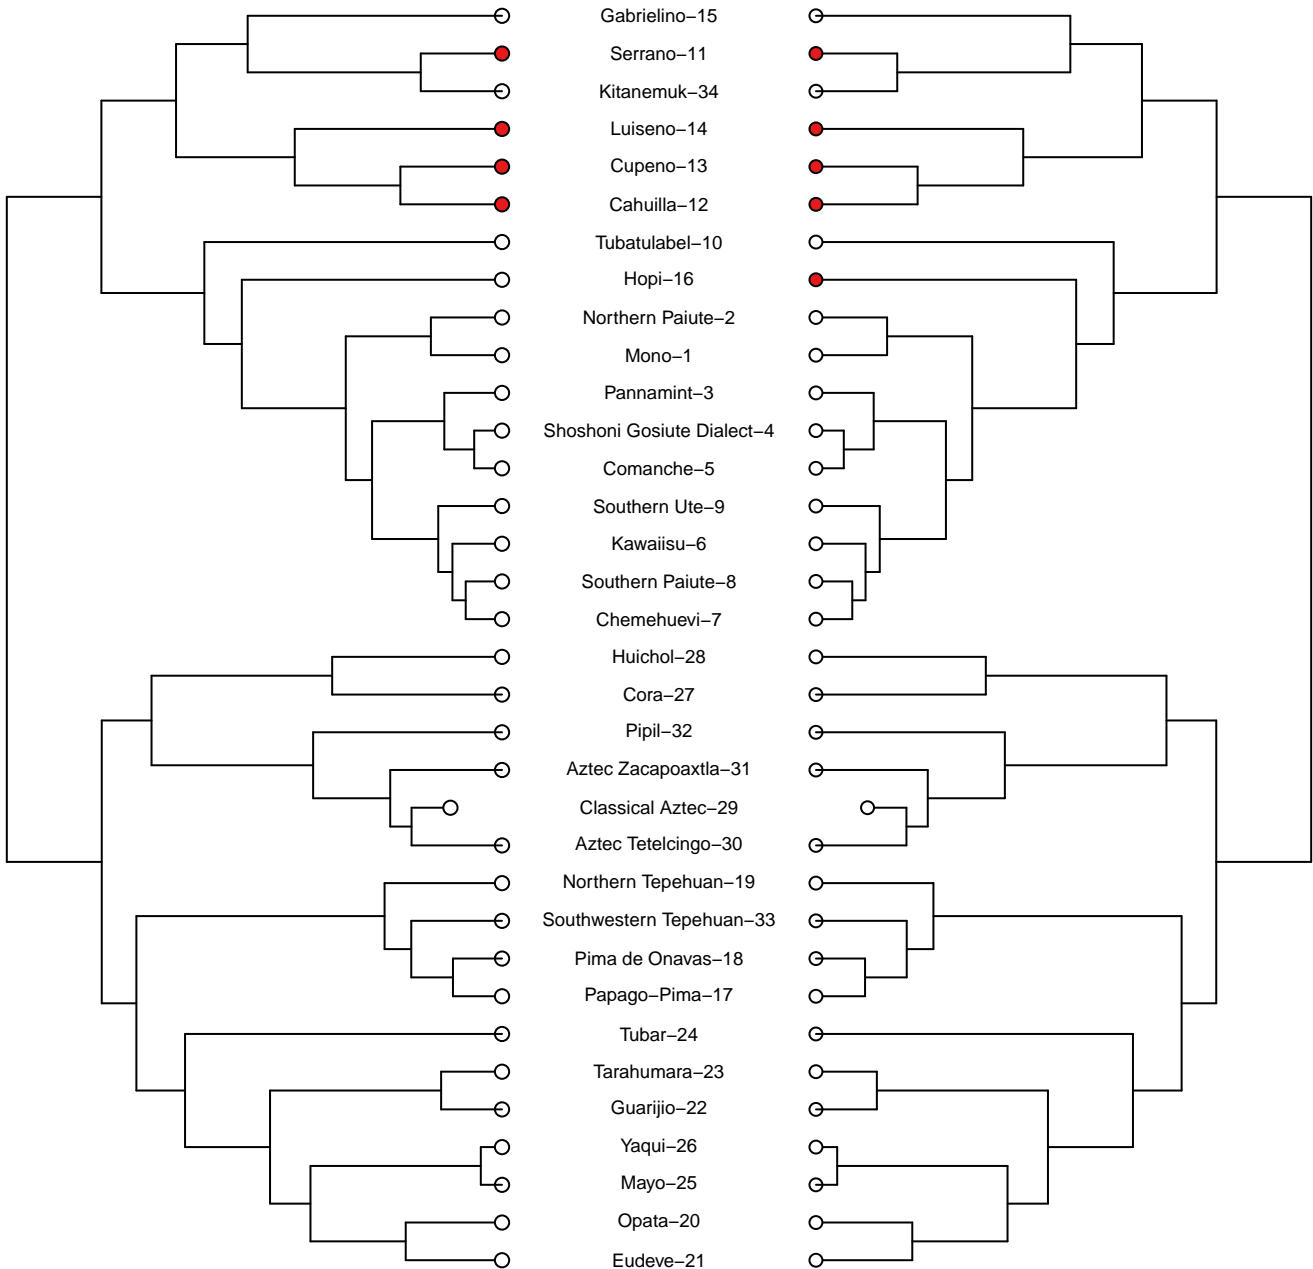 Gabrielino−15
Serrano−11
Kitanemuk−34
Luiseno−14
Cupeno−13
Cahuilla−12
Tubatulabel−10
Hopi−16
Northern Paiute−2
Mono−1
Pannamint−3
Shoshoni Gosiute Dialect−4
Comanche−5
Southern Ute−9
Kawaiisu−6
Southern Paiute−8
Chemehuevi−7
Huichol−28
Cora−27
Pipil−32
Aztec Zacapoaxtla−31
Classical Aztec−29
Aztec Tetelcingo−30
Northern Tepehuan−19
Southwestern Tepehuan−33
Pima de Onavas−18
Papago−Pima−17
Tubar−24
Tarahumara−23
Guarijio−22
Yaqui−26
Mayo−25
Opata−20
Eudeve−21